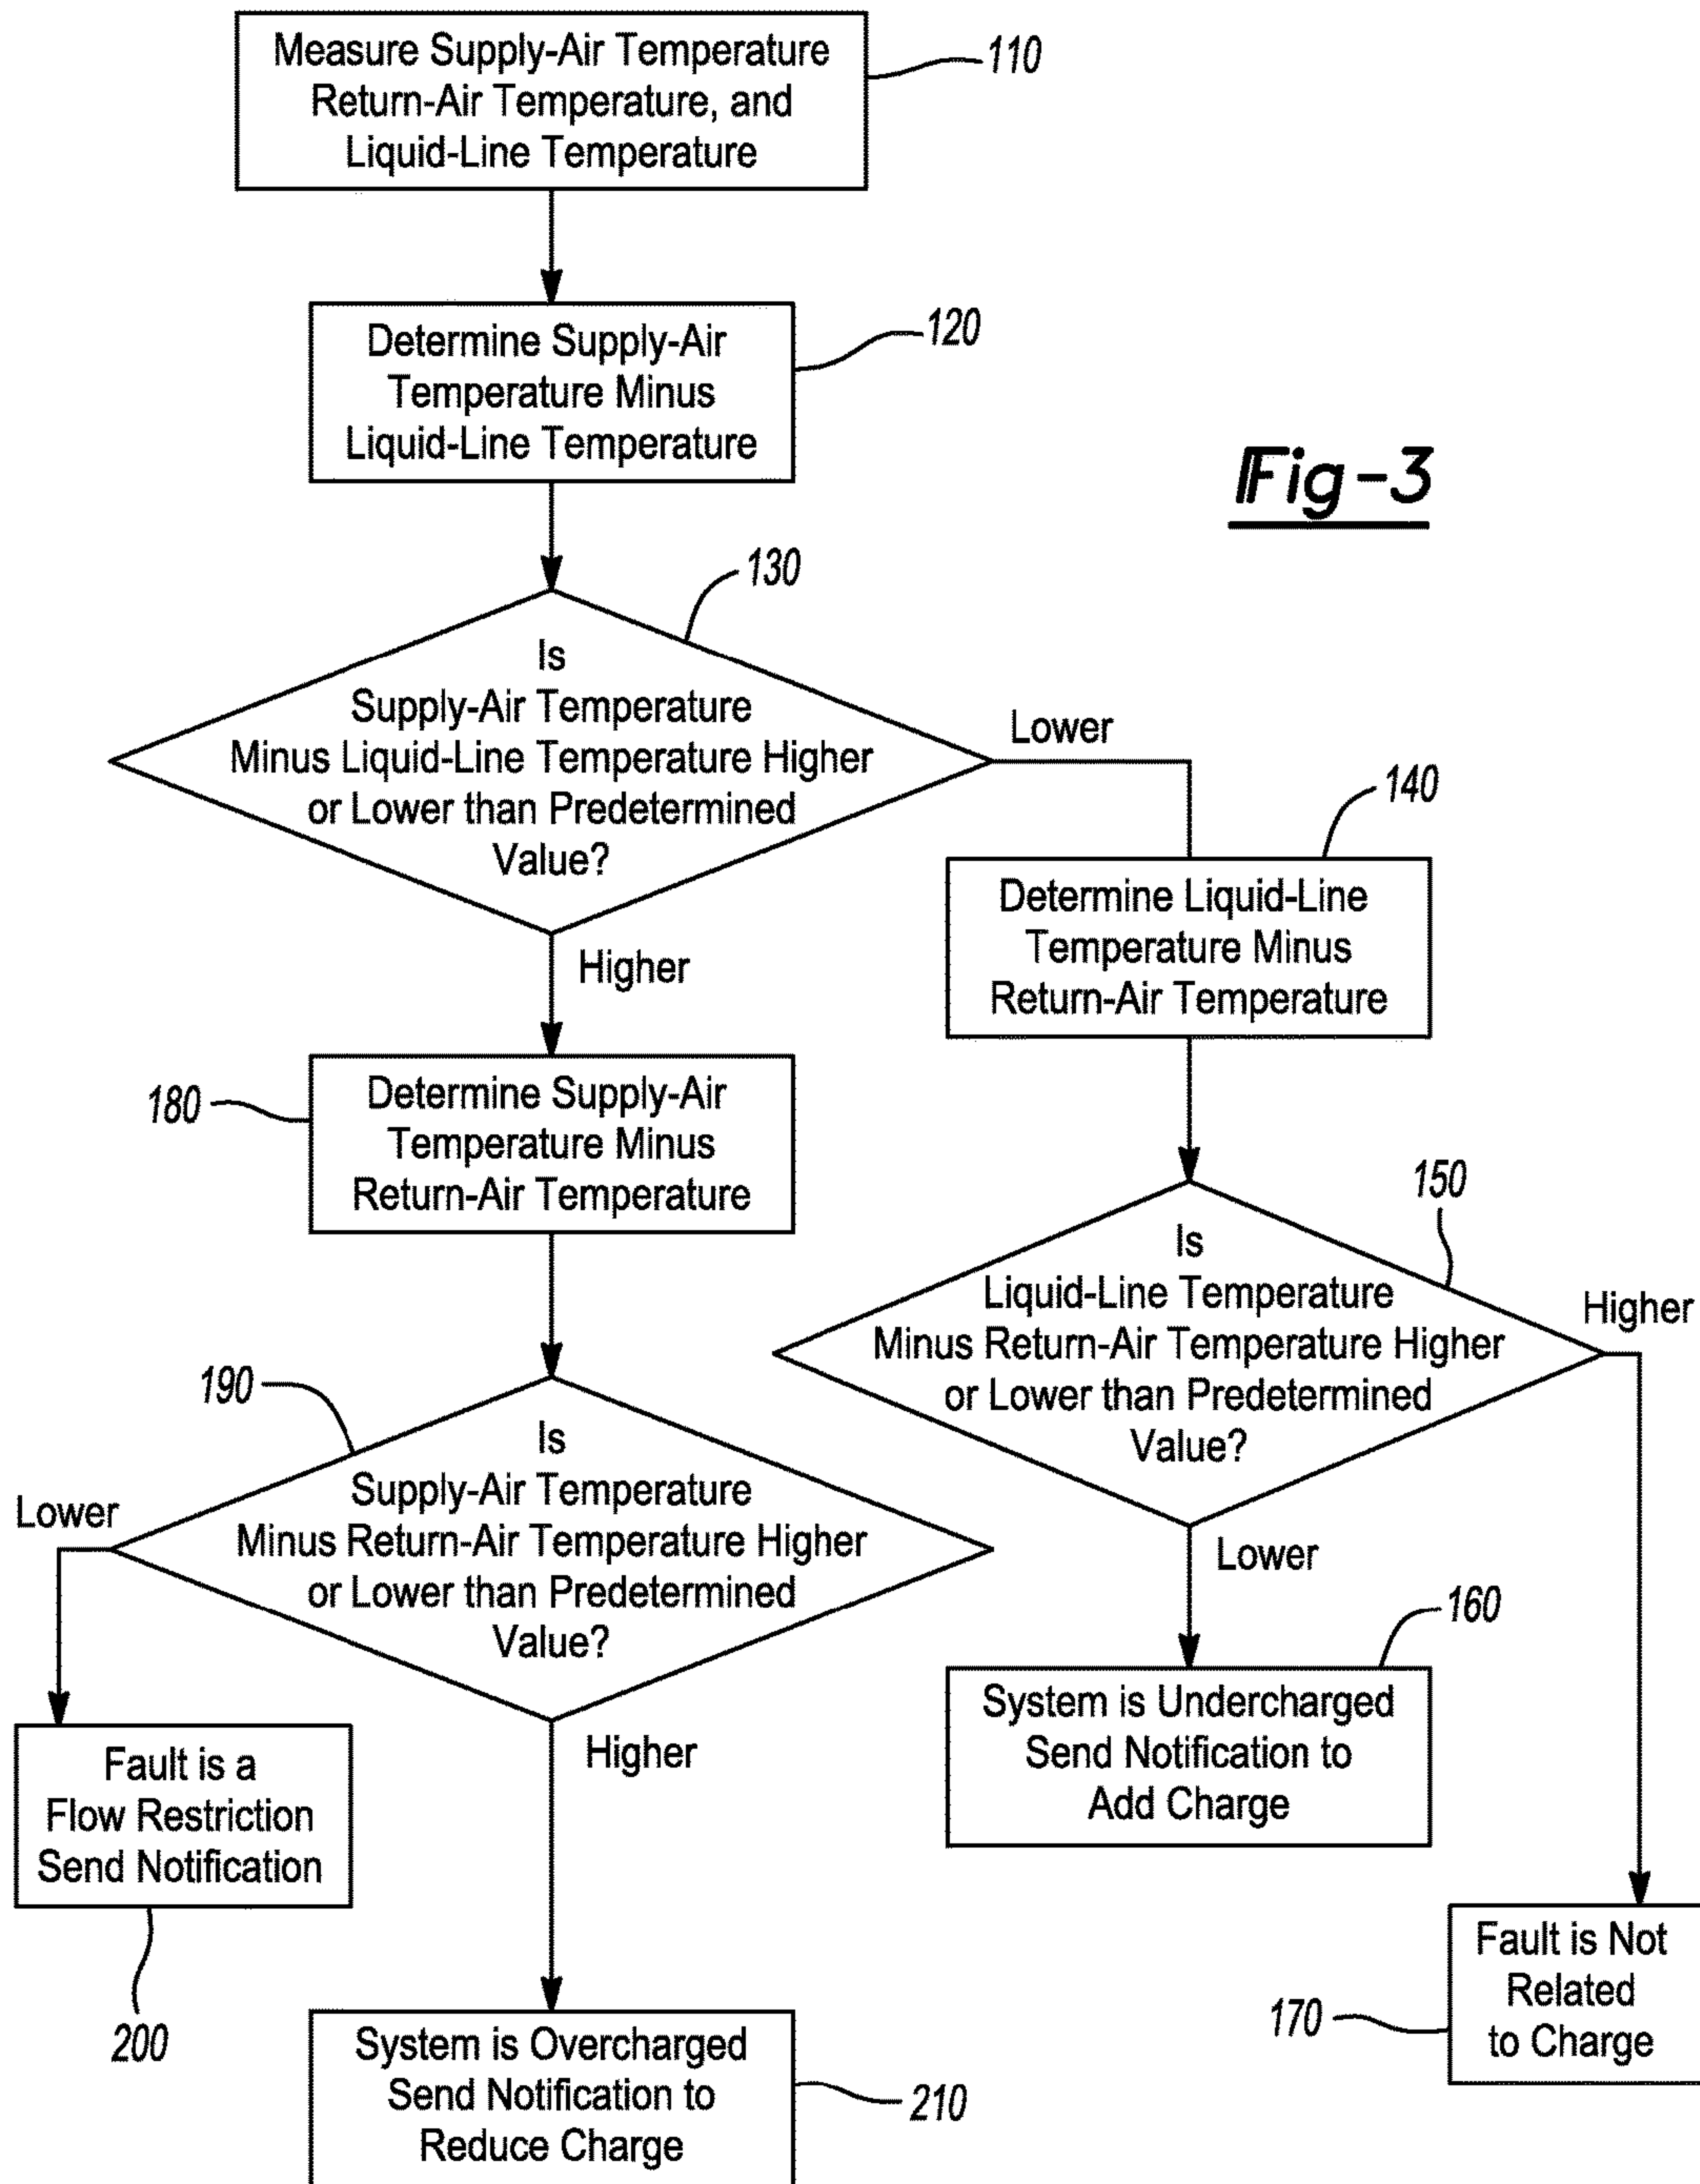 Measure Supply-Air Temperature
Return-Air Temperature, and
Liquid-Line Temperature
110
Determine Supply-Air
Temperature Minus
Liquid-Line Temperature
120
Fig-3
130
Is
Supply-Air Temperature
Minus Liquid-Line Temperature Higher
or Lower than Predetermined
Value?
Lower
Higher
140
Determine Liquid-Line
Temperature Minus
Return-Air Temperature
180
Determine Supply-Air
Temperature Minus
Return-Air Temperature
150
Is
Liquid-Line Temperature
Minus Return-Air Temperature Higher
or Lower than Predetermined
Value?
Higher
Lower
190
Is
Supply-Air Temperature
Minus Return-Air Temperature Higher
or Lower than Predetermined
Value?
Lower
Higher
160
System is Undercharged
Send Notification to
Add Charge
Fault is a
Flow Restriction
Send Notification
200
Fault is Not
Related
to Charge
170
System is Overcharged
Send Notification to
Reduce Charge
210